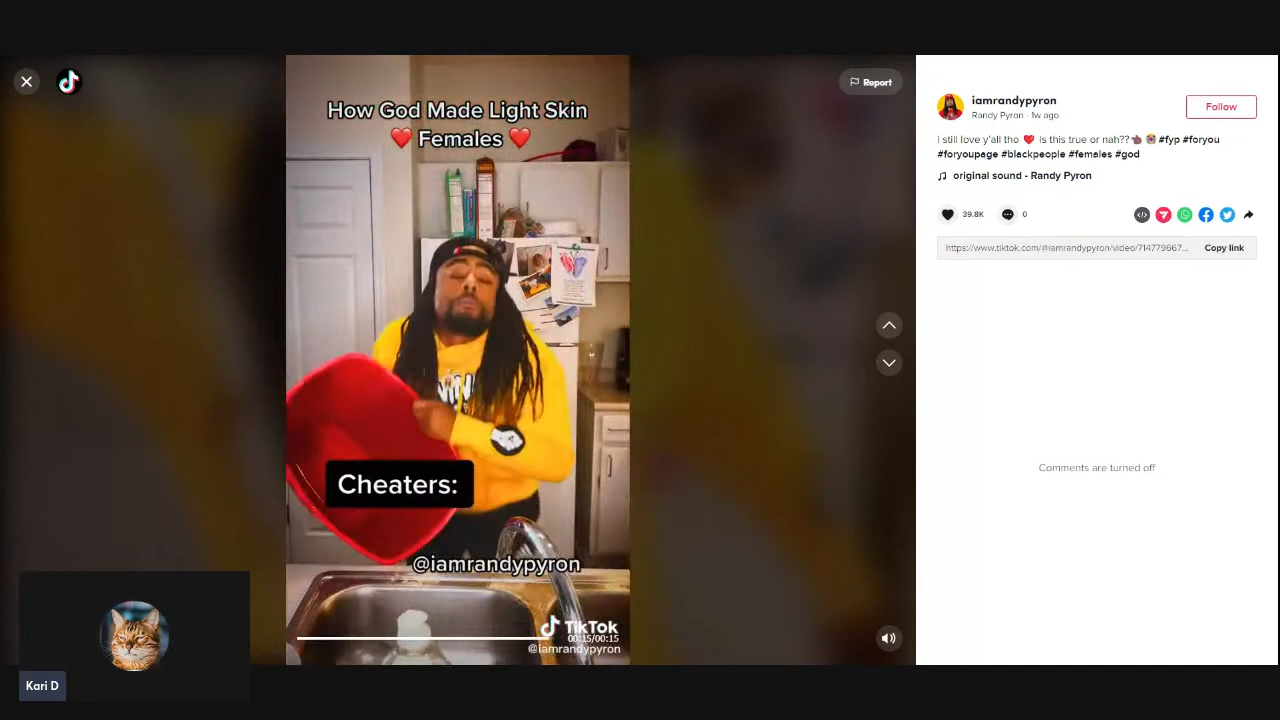 Report
How God Made Light Skin
❤️ Females ❤️
Cheaters:
@iamrandypyron
TikTok
00:15/00:15
@iamrandypyron
Kari D
iamrandypyron
Randy Pyron · 1w ago
Follow
I still love y'all tho ❤️ Is this true or nah?? #fyp #foryou
#foryoupage #blackpeople #females #god
original sound - Randy Pyron
39.8K
0
https://www.tiktok.com/@iamrandypyron/video/714779667...
Copy link
Comments are turned off